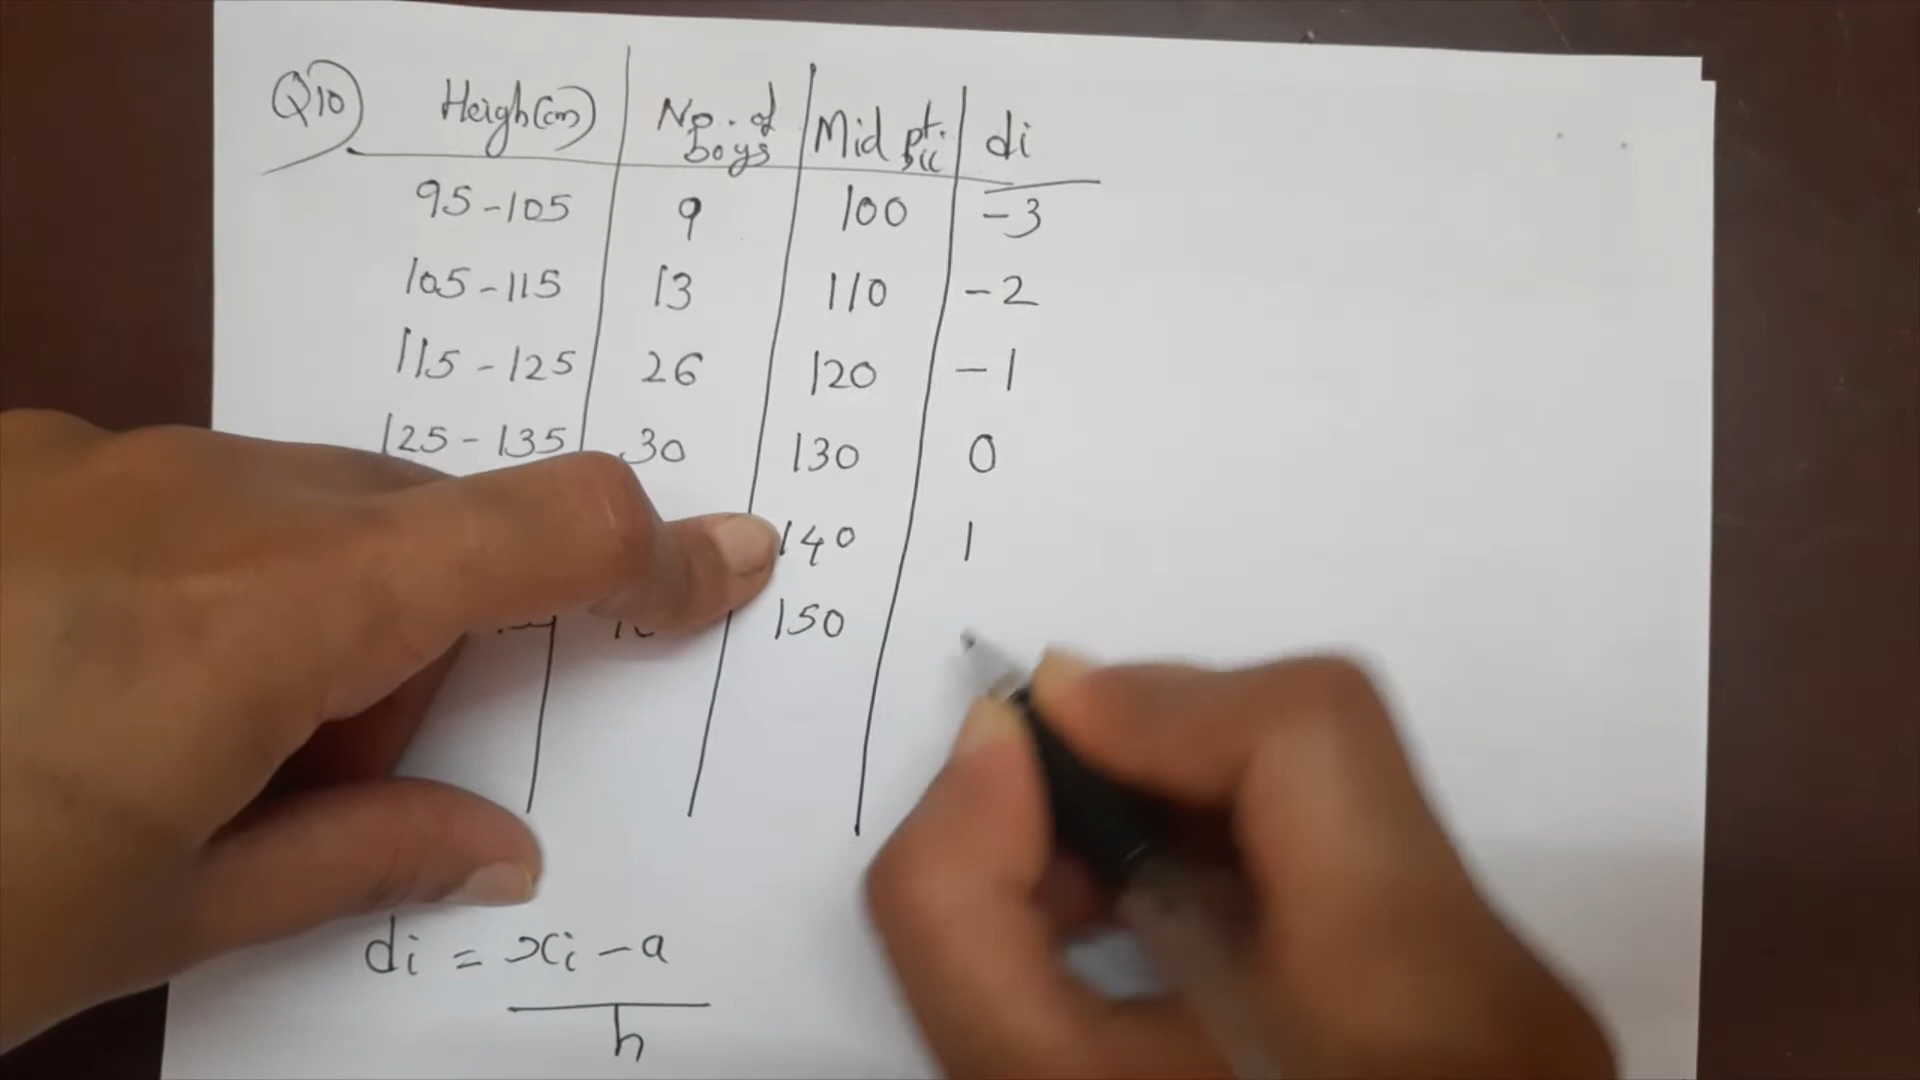 Q10 Heigh(cm) No. of boys Mid pt. xi di
95-105 9 100 -3
105-115 13 110 -2
115-125 26 120 -1
125-135 30 130 0
140 1
150
di = xi - a
h